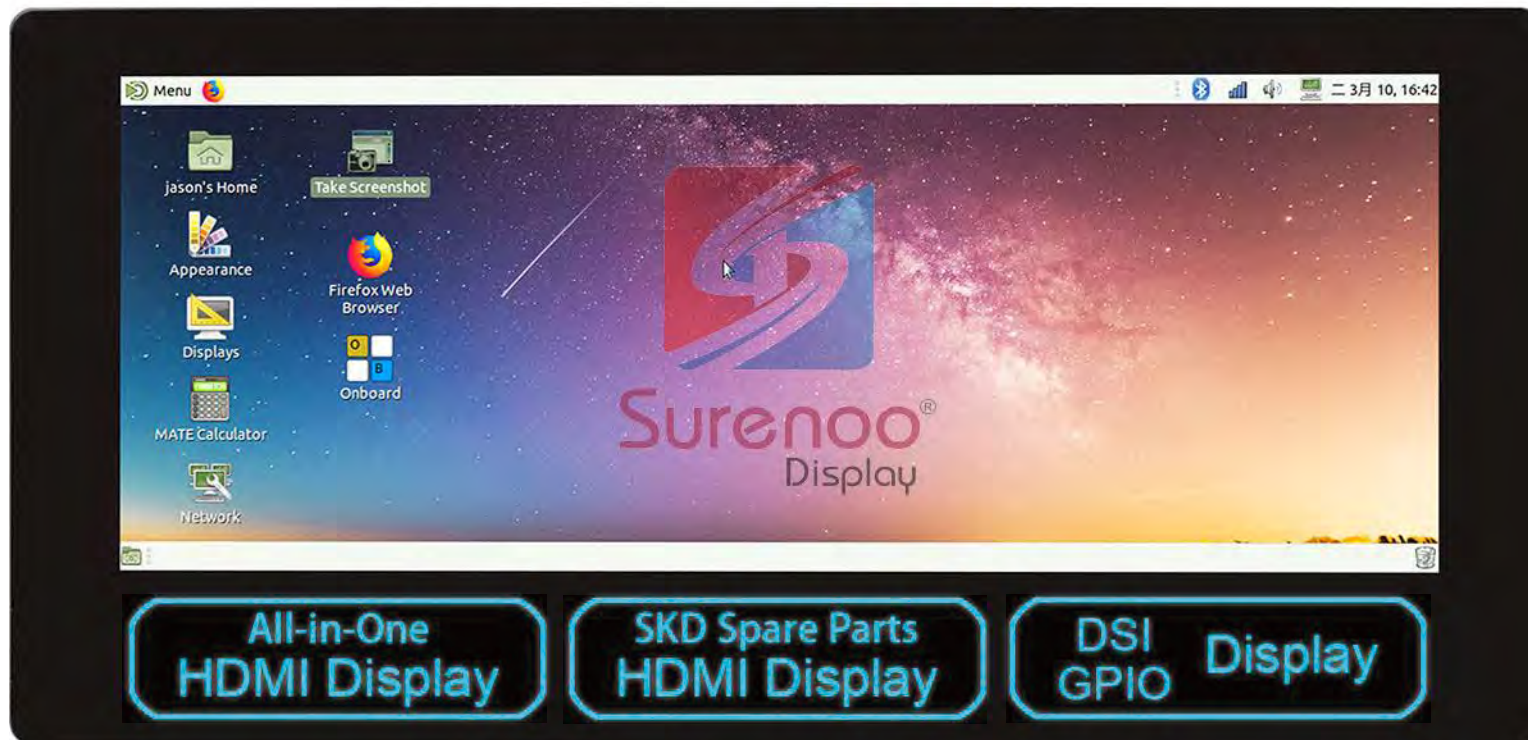 Menu
二 3月 10, 16:42
jason's Home
Take Screenshot
Appearance
Firefox Web
Browser
Displays
O
B
Onboard
MATE Calculator
Network
Surenoo®
Display
All-in-One
HDMI Display
SKD Spare Parts
HDMI Display
DSI
GPIO
Display